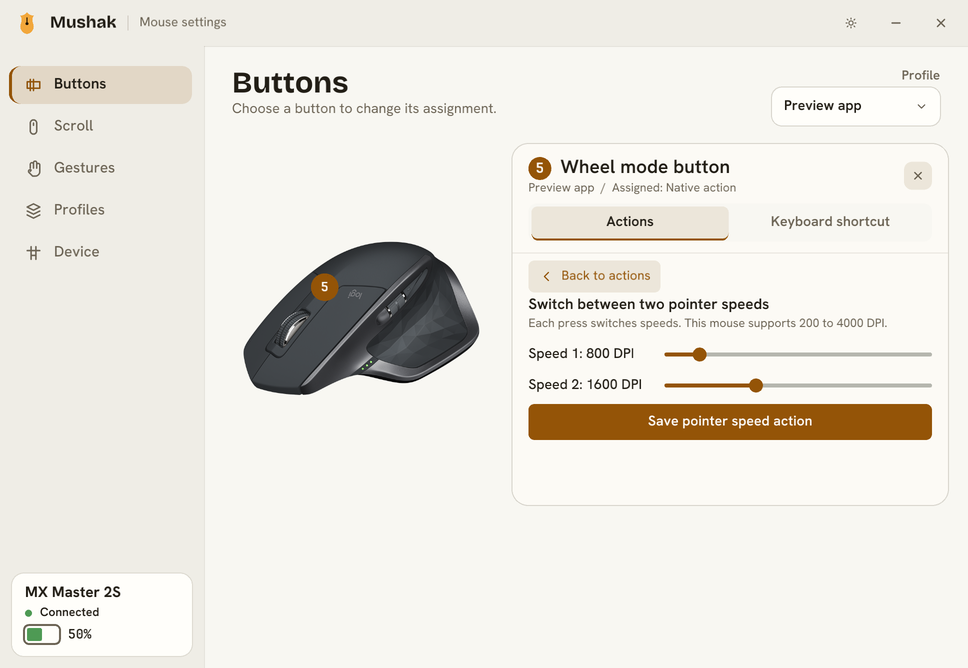 Mushak
Mouse settings
Buttons
Scroll
Gestures
Profiles
Device
MX Master 2S
Connected
50%
Buttons
Choose a button to change its assignment.
Profile
Preview app
5
logi
5 Wheel mode button
Preview app / Assigned: Native action
Actions
Keyboard shortcut
Back to actions
Switch between two pointer speeds
Each press switches speeds. This mouse supports 200 to 4000 DPI.
Speed 1: 800 DPI
Speed 2: 1600 DPI
Save pointer speed action